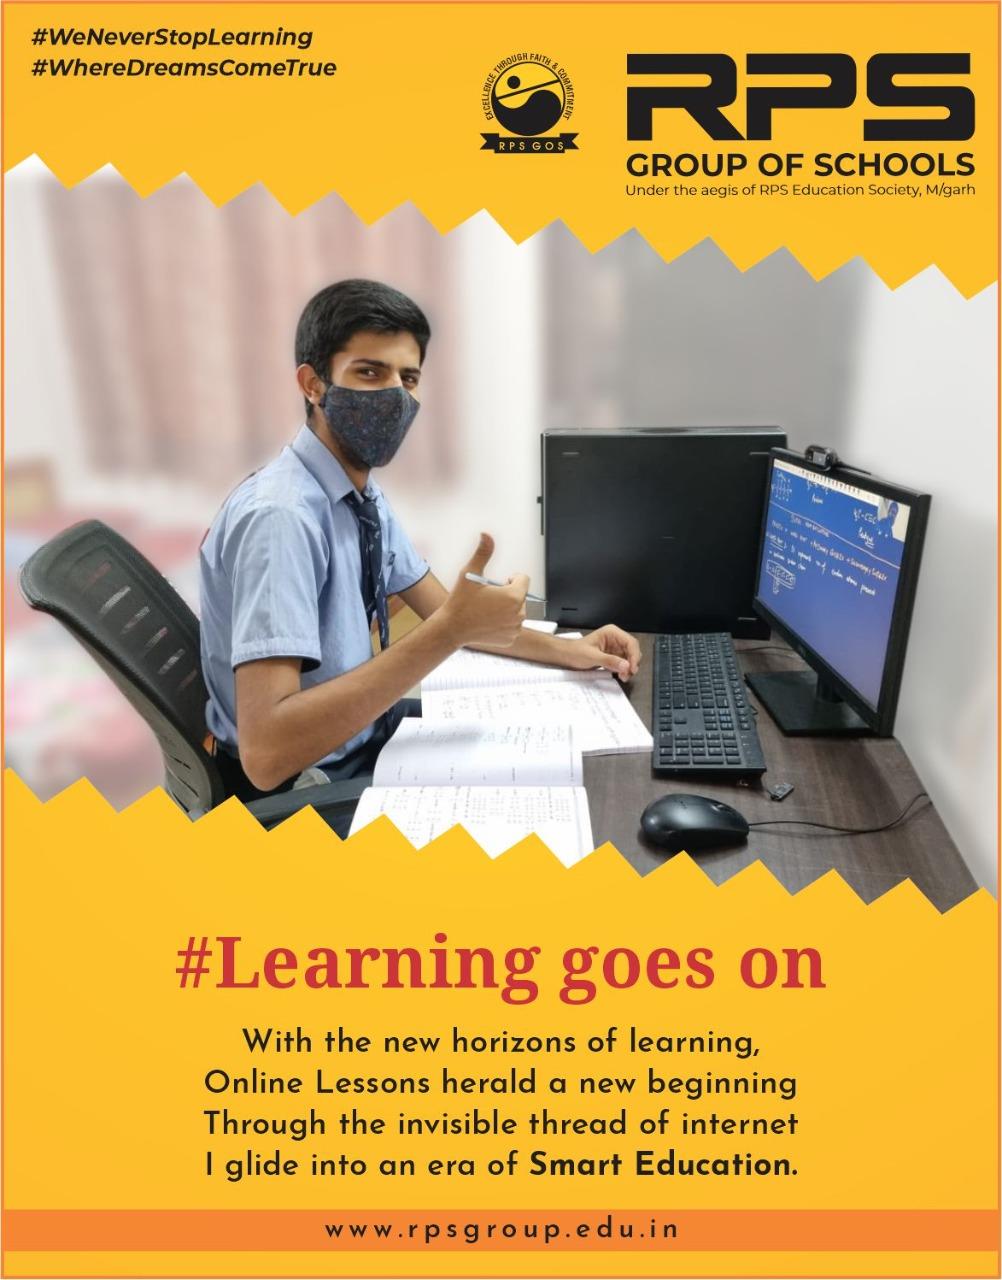 #WeNeverStopLearning
#WhereDreamsComeTrue
EXCELLENCE THROUGH FAITH & COMMITMENT
RPS GOS
RPS
GROUP OF SCHOOLS
Under the aegis of RPS Education Society, M/garh
#Learning goes on
With the new horizons of learning,
Online Lessons herald a new beginning
Through the invisible thread of internet
I glide into an era of Smart Education.
www.rpsgroup.edu.in